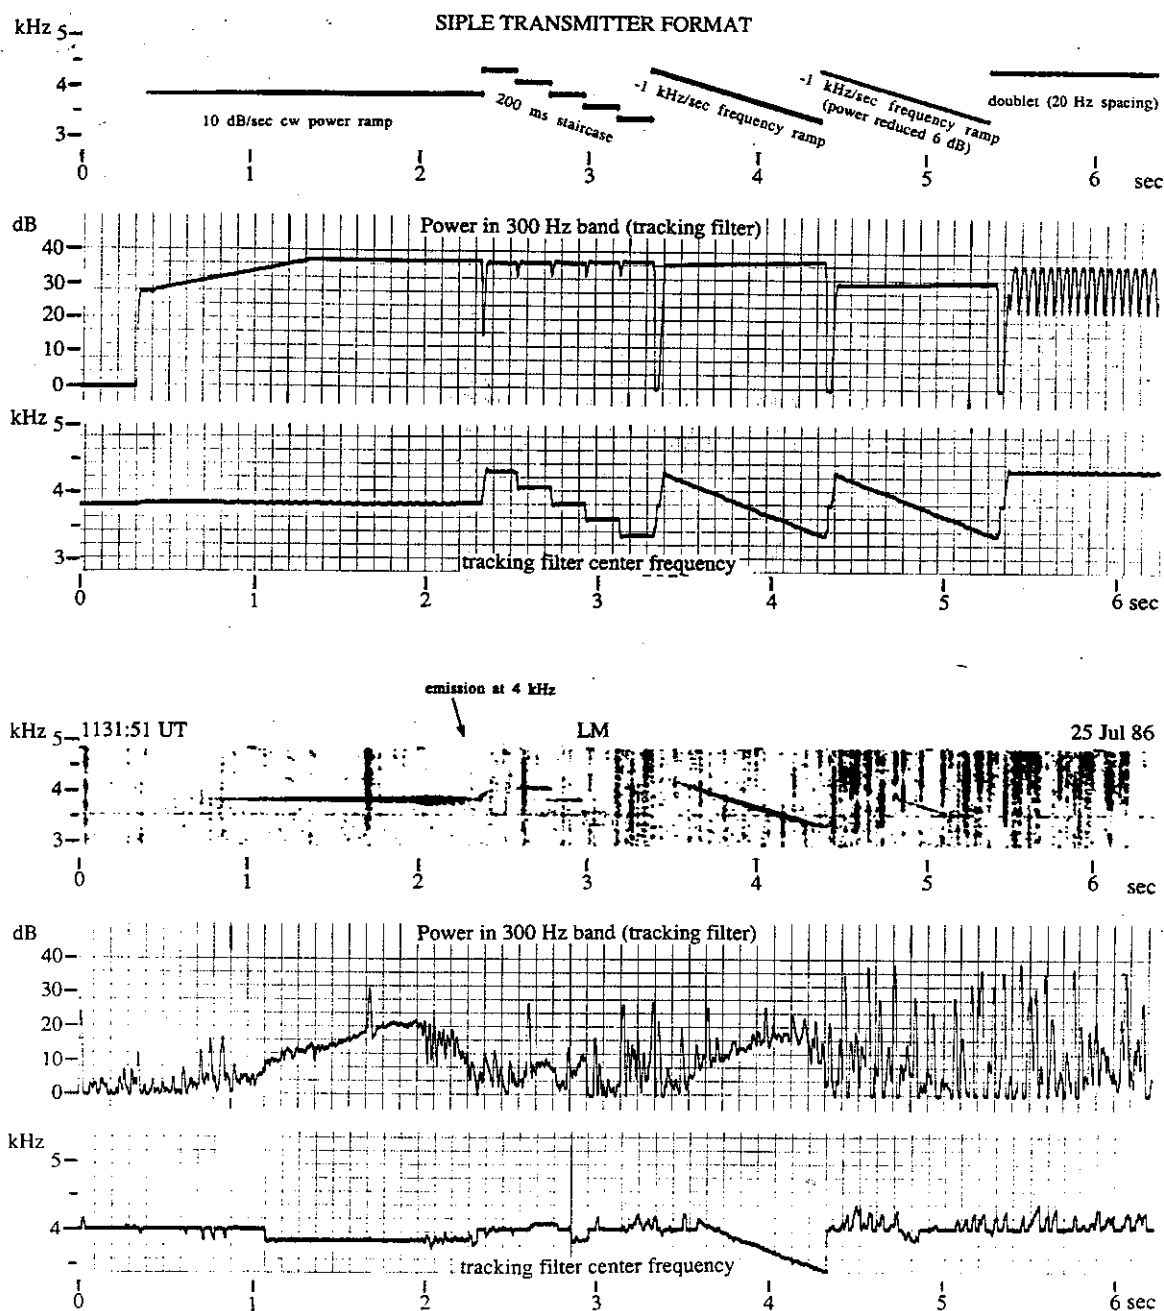 SIPLE TRANSMITTER FORMAT
kHz 5
4
3
10 dB/sec cw power ramp
200 ms staircase
-1 kHz/sec frequency ramp
-1 kHz/sec frequency ramp
(power reduced 6 dB)
doublet (20 Hz spacing)
0 1 2 3 4 5 6 sec
dB
Power in 300 Hz band (tracking filter)
40
30
20
10
0
kHz
5
4
3
tracking filter center frequency
0 1 2 3 4 5 6 sec
emission at 4 kHz
kHz 5
1131:51 UT LM 25 Jul 86
4
3
0 1 2 3 4 5 6 sec
dB
Power in 300 Hz band (tracking filter)
40
30
20
10
0
kHz
5
4
tracking filter center frequency
0 1 2 3 4 5 6 sec